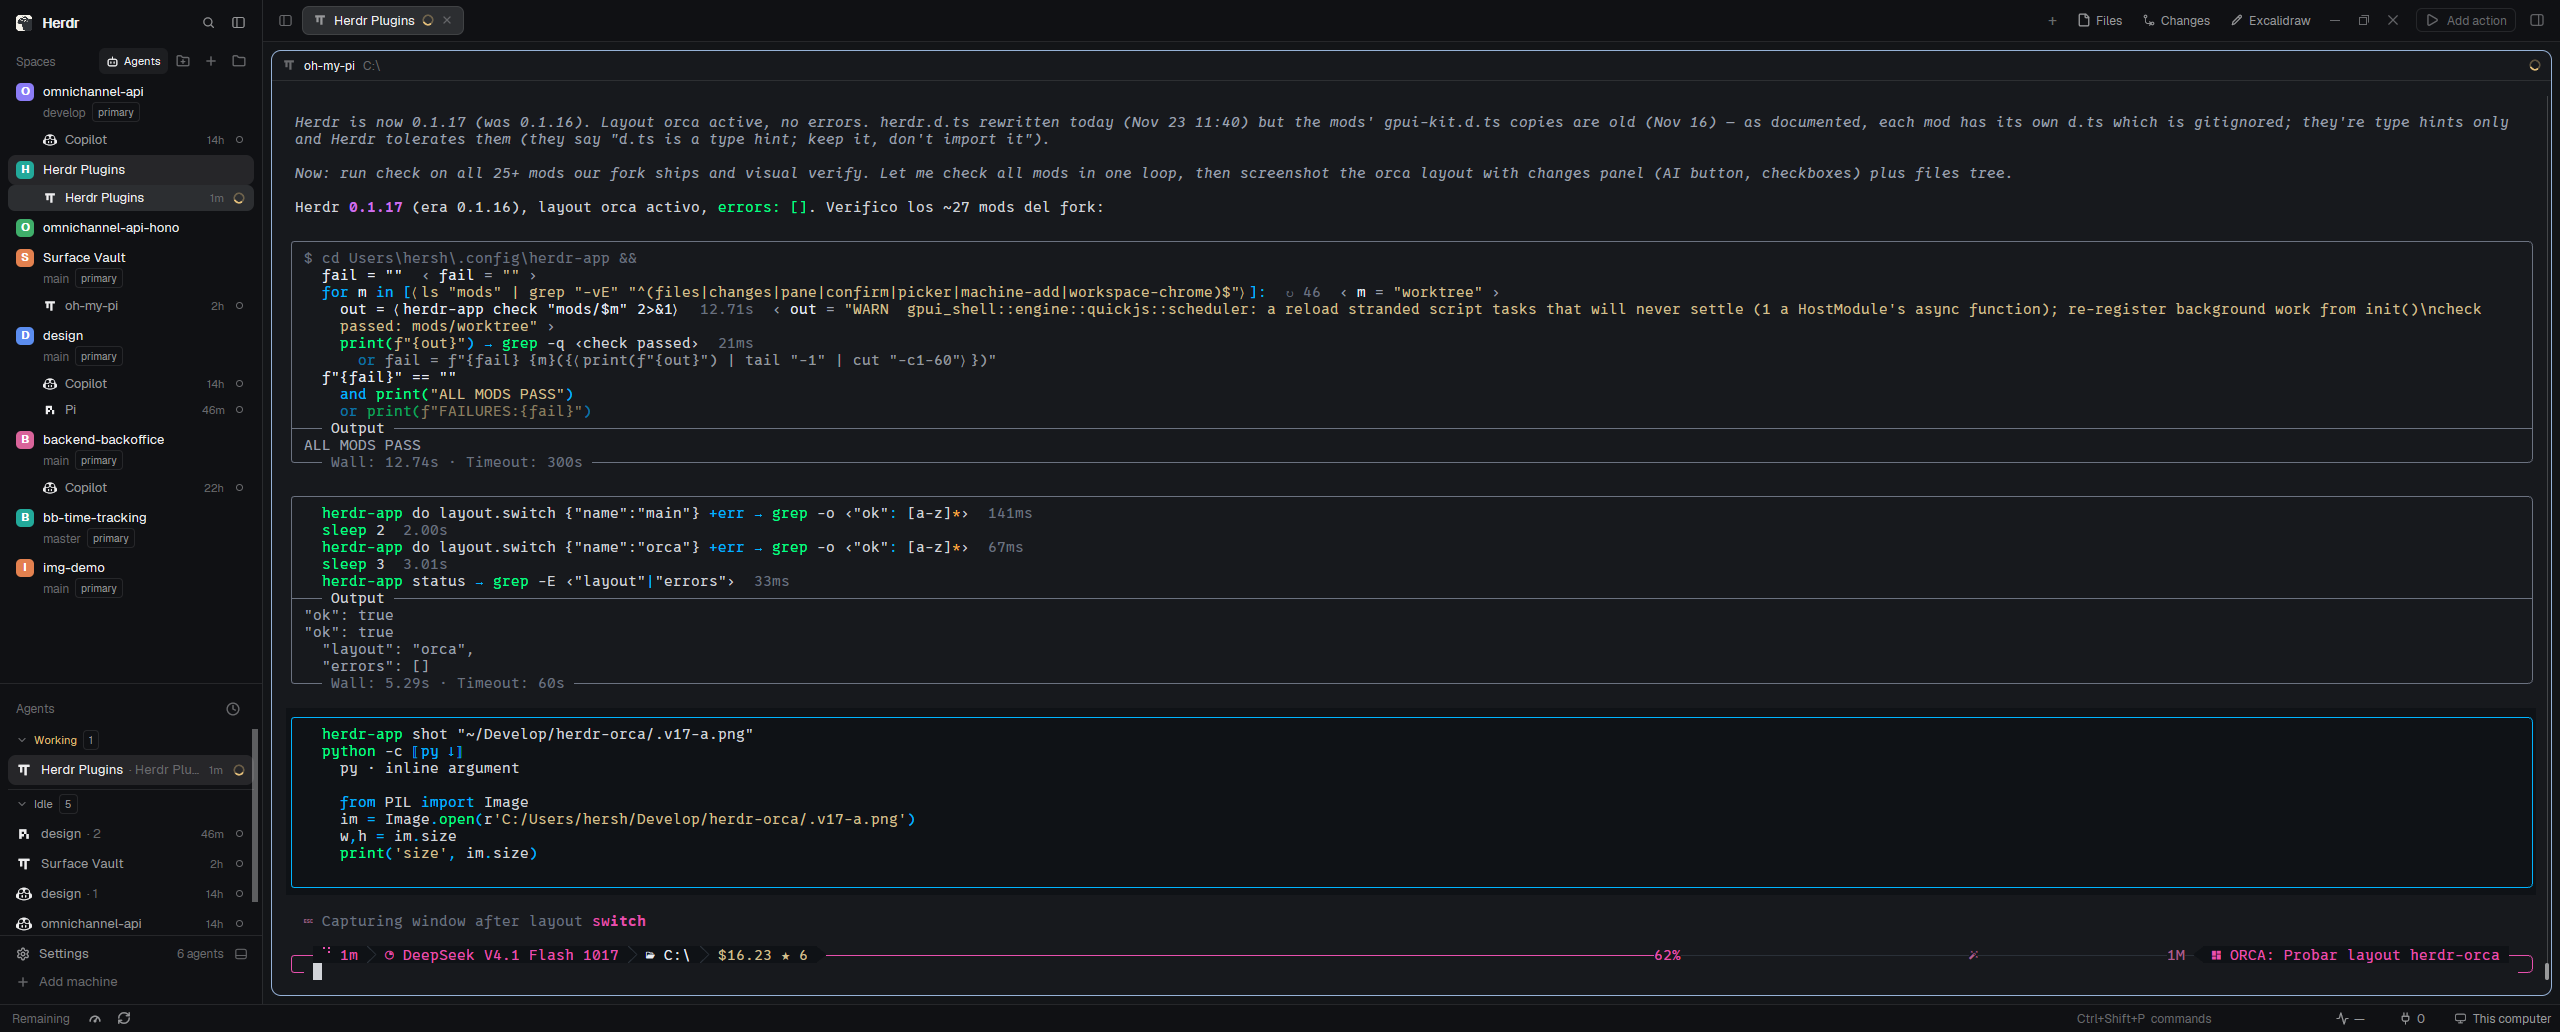 Herdr
Spaces
Agents
omnichannel-api
develop primary
Copilot 14h
Herdr Plugins
Herdr Plugins 1m
omnichannel-api-hono
Surface Vault
main primary
oh-my-pi 2h
design
main primary
Copilot 14h
Pi 46m
backend-backoffice
main primary
Copilot 22h
bb-time-tracking
master primary
img-demo
main primary
Agents
Working 1
Herdr Plugins · Herdr Plu... 1m
Idle 5
design · 2 46m
Surface Vault 2h
design · 1 14h
omnichannel-api 14h
Settings 6 agents
+ Add machine
Herdr Plugins ×
+ Files Changes Excalidraw Add action
oh-my-pi C:\
Herdr is now 0.1.17 (was 0.1.16). Layout orca active, no errors. herdr.d.ts rewritten today (Nov 23 11:40) but the mods' gpui-kit.d.ts copies are old (Nov 16) — as documented, each mod has its own d.ts which is gitignored; they're type hints only
and Herdr tolerates them (they say "d.ts is a type hint; keep it, don't import it").
Now: run check on all 25+ mods our fork ships and visual verify. Let me check all mods in one loop, then screenshot the orca layout with changes panel (AI button, checkboxes) plus files tree.
Herdr 0.1.17 (era 0.1.16), layout orca activo, errors: []. Verifico los ~27 mods del fork:
$ cd Users\hersh\.config\herdr-app &&
fail = "" ‹ fail = "" ›
for m in [⟨ls "mods" | grep "-vE" "^(files|changes|pane|confirm|picker|machine-add|workspace-chrome)$"⟩]: ↻ 46 ‹ m = "worktree" ›
out = ⟨herdr-app check "mods/$m" 2>&1⟩ 12.71s ‹ out = "WARN  gpui_shell::engine::quickjs::scheduler: a reload stranded script tasks that will never settle (1 a HostModule's async function); re-register background work from init()\ncheck
passed: mods/worktree" ›
print(f"{out}") → grep -q ‹check passed› 21ms
or fail = f"{fail} {m}({⟨print(f"{out}") | tail "-1" | cut "-c1-60"⟩})"
f"{fail}" == ""
and print("ALL MODS PASS")
or print(f"FAILURES:{fail}")
Output
ALL MODS PASS
Wall: 12.74s · Timeout: 300s
herdr-app do layout.switch {"name":"main"} +err → grep -o ‹"ok": [a-z]*› 141ms
sleep 2 2.00s
herdr-app do layout.switch {"name":"orca"} +err → grep -o ‹"ok": [a-z]*› 67ms
sleep 3 3.01s
herdr-app status → grep -E ‹"layout"|"errors"› 33ms
Output
"ok": true
"ok": true
"layout": "orca",
"errors": []
Wall: 5.29s · Timeout: 60s
herdr-app shot "~/Develop/herdr-orca/.v17-a.png"
python -c ⟦py ↓⟧
py · inline argument
from PIL import Image
im = Image.open(r'C:/Users/hersh/Develop/herdr-orca/.v17-a.png')
w,h = im.size
print('size', im.size)
Capturing window after layout switch
1m DeepSeek V4.1 Flash 1017 C:\ $16.23 ★ 6 62% 1M ORCA: Probar layout herdr-orca
Remaining
Ctrl+Shift+P commands — 0 This computer